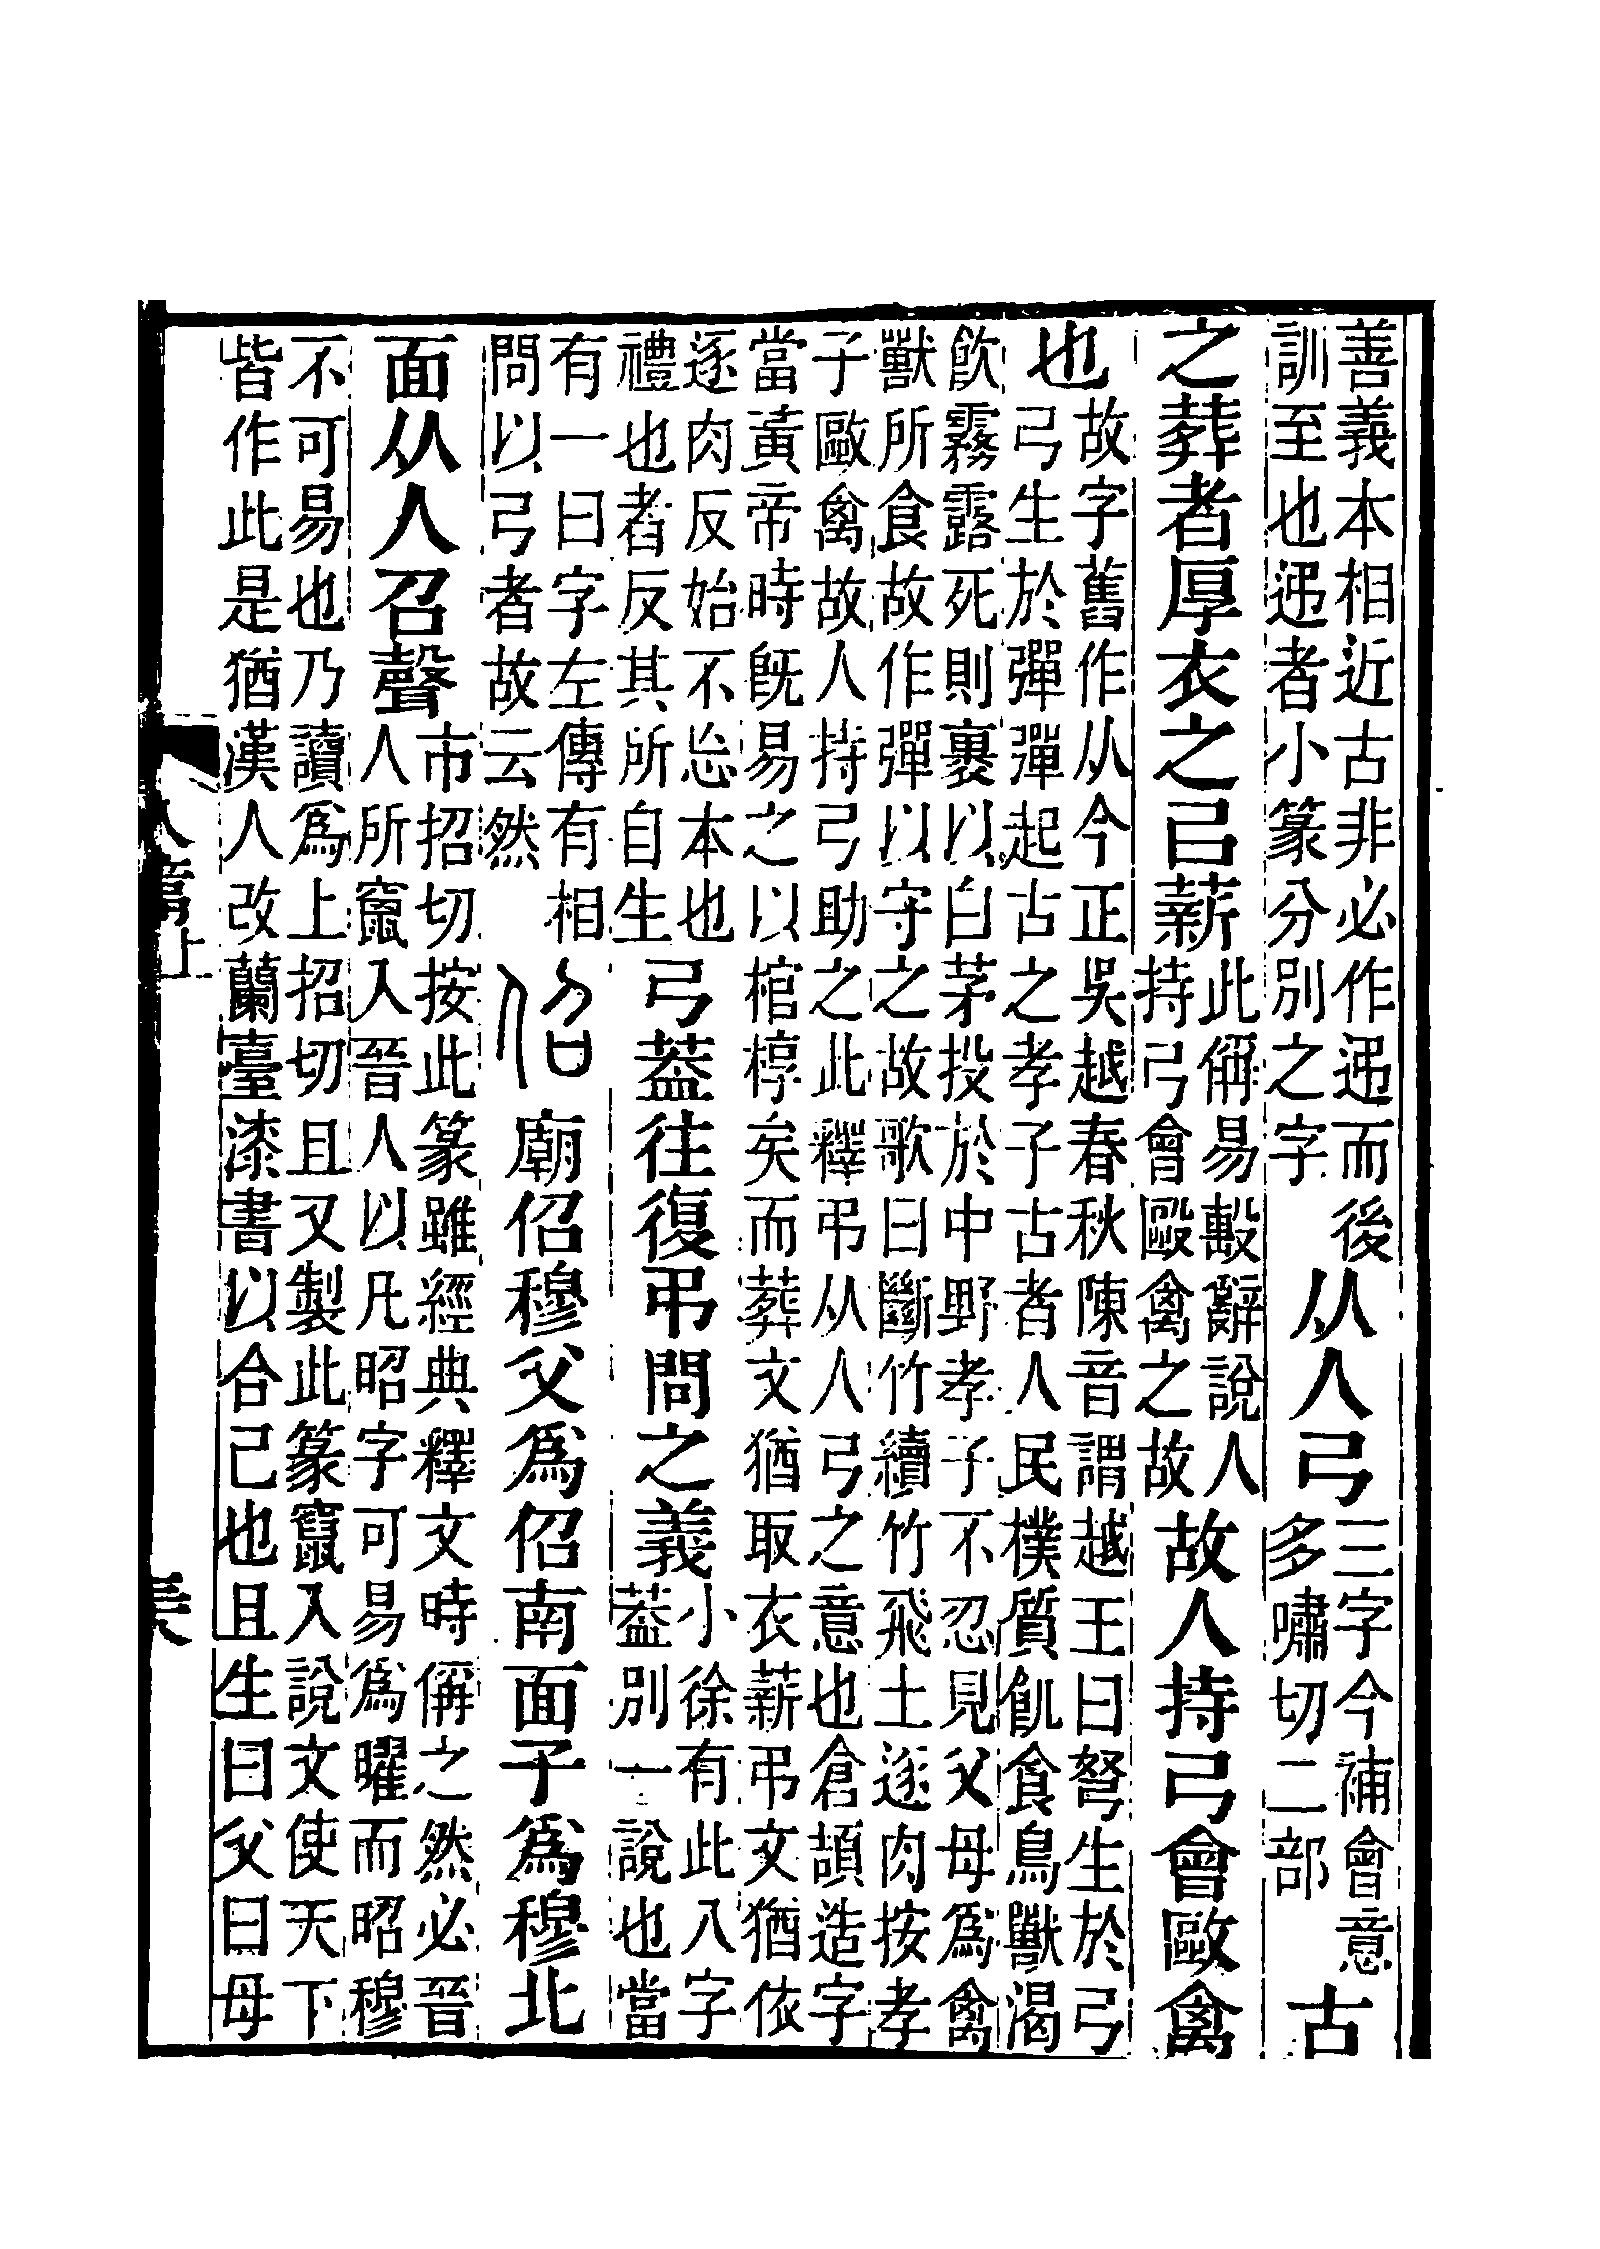 善義本相近古非必作迺而後
訓至也迺者小篆分別之字
从人弓
三字今補會意
多嘯切二部
古
之葬者厚衣之㠯薪
此偁易毄辭說人
持弓會毆禽之故
故人持弓會敺禽
也
故字舊作从今正吳越春秋陳音謂越王曰弩生於弓
弓生於彈彈起古之孝子古者人民樸質飢食鳥獸渴
飮霧露死則裹以白茅投於中野孝子不忍見父母爲禽
獸所食故作彈以守之故歌曰斷竹續竹飛土逐肉按孝
子歐禽故人持弓助之此釋弔从人弓之意也倉頡造字
當黃帝時旣易之以棺椁矣而葬文猶取衣薪弔文猶依
逐肉反始不忘本也
禮也者反其所自生
弓葢往復弔問之義
小徐有此八字
葢別一說也當
有一曰字左傳有相
問以弓者故云然
佋
廟佋穆父爲佋南面子爲穆北
面从人召聲
市招切按此篆雖經典釋文時偁之然必晉
人所竄入晉人以凡昭字可易爲曜而昭穆
不可易也乃讀爲上招切且又製此篆竄入說文使天下
皆作此是猶漢人改蘭臺漆書以合己也且生曰父曰母
人篇上